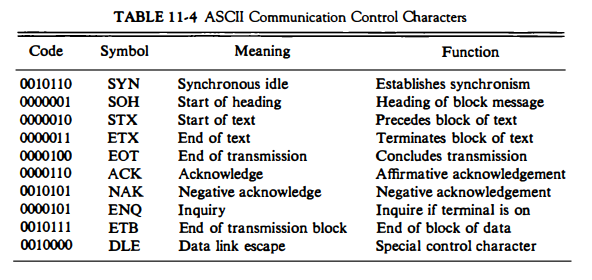 TABLE 11-4 ASCII Communication Control Characters
Code Symbol Meaning Function
0010110 SYN Synchronous idle Establishes synchronism
0000001 SOH Start of heading Heading of block message
0000010 STX Start of text Precedes block of text
0000011 ETX End of text Terminates block of text
0000100 EOT End of transmission Concludes transmission
0000110 ACK Acknowledge Affirmative acknowledgement
0010101 NAK Negative acknowledge Negative acknowledgement
0000101 ENQ Inquiry Inquire if terminal is on
0010111 ETB End of transmission block End of block of data
0010000 DLE Data link escape Special control character